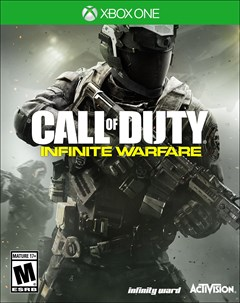 XBOX ONE
CALL OF DUTY
INFINITE WARFARE
MATURE 17+
M
ESRB
infinity ward
ACTIVISION